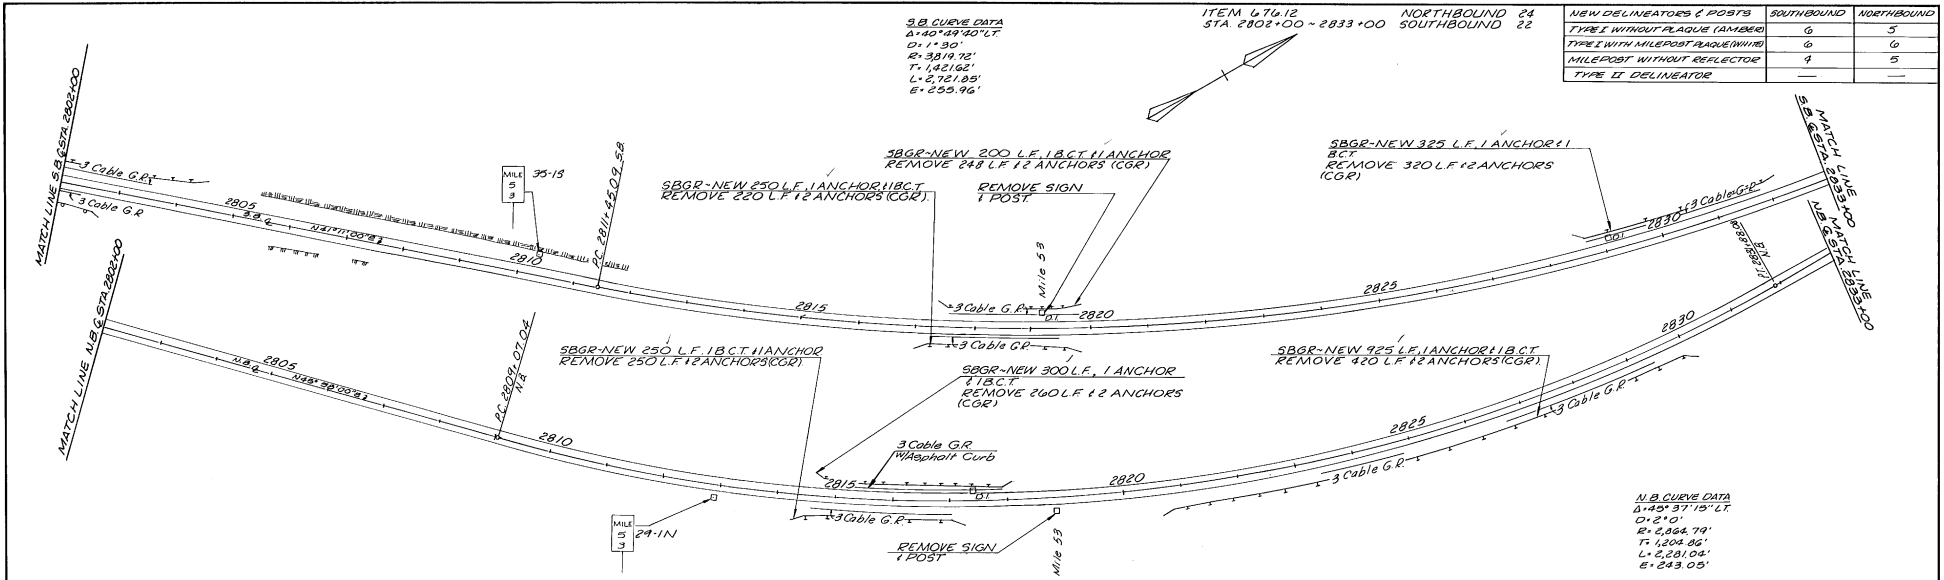 S.B. CURVE DATA
Δ=40°49'40" LT.
D=1°30'
R=3,819.72'
T=1,421.62'
L=2,721.85'
E=255.96'
ITEM 676.12 NORTHBOUND 24
STA. 2802+00 ~ 2833+00 SOUTHBOUND 22
NEW DELINEATORS & POSTS SOUTHBOUND NORTHBOUND
TYPE I WITHOUT PLAQUE (AMBER) 6 5
TYPE I WITH MILEPOST PLAQUE (WHITE) 6 6
MILEPOST WITHOUT REFLECTOR 4 5
TYPE II DELINEATOR — —
MATCH LINE S.B. ₵ STA. 2802+00
3 Cable G.R.
3 Cable G.R.
2805
S.B. ₵
N41°11'00"E
MILE
5
3
35-1S
2810
P.C. 2811+45.09 S.B.
SBGR~NEW 250 L.F., 1 ANCHOR & 1 B.C.T.
REMOVE 220 L.F. & 2 ANCHORS (CGR)
SBGR~NEW 200 L.F., 1 B.C.T. & 1 ANCHOR
REMOVE 248 L.F. & 2 ANCHORS (CGR)
REMOVE SIGN
& POST
Mile 53
2815
3 Cable G.R.
D.I.
2820
3 Cable G.R.
2825
SBGR~NEW 325 L.F., 1 ANCHOR & 1
B.C.T.
REMOVE 320 L.F. & 2 ANCHORS
(CGR)
D.I.
2830
3 Cable G.R.
MATCH LINE
S.B. ₵ STA. 2833+00
MATCH LINE
N.B. ₵ STA. 2833+00
N.B.
2830
MATCH LINE N.B. ₵ STA. 2802+00
2805
N.B. ₵
N45°58'00"E
P.C. 2809+07.04
N.B.
2810
SBGR~NEW 250 L.F., 1 B.C.T. & 1 ANCHOR
REMOVE 250 L.F. & 2 ANCHORS (CGR)
SBGR~NEW 300 L.F., 1 ANCHOR
& 1 B.C.T.
REMOVE 260 L.F. & 2 ANCHORS
(CGR)
SBGR~NEW 925 L.F., 1 ANCHOR & 1 B.C.T.
REMOVE 420 L.F. & 2 ANCHORS (CGR)
3 Cable G.R.
W/Asphalt Curb
2815
D.I.
2820
2825
3 Cable G.R.
3 Cable G.R.
3 Cable G.R.
MILE
5
3
29-1N
REMOVE SIGN
& POST
Mile 53
N.B. CURVE DATA
Δ=45°37'15" LT.
D=2°0'
R=2,864.79'
T=1,204.86'
L=2,281.04'
E=243.05'